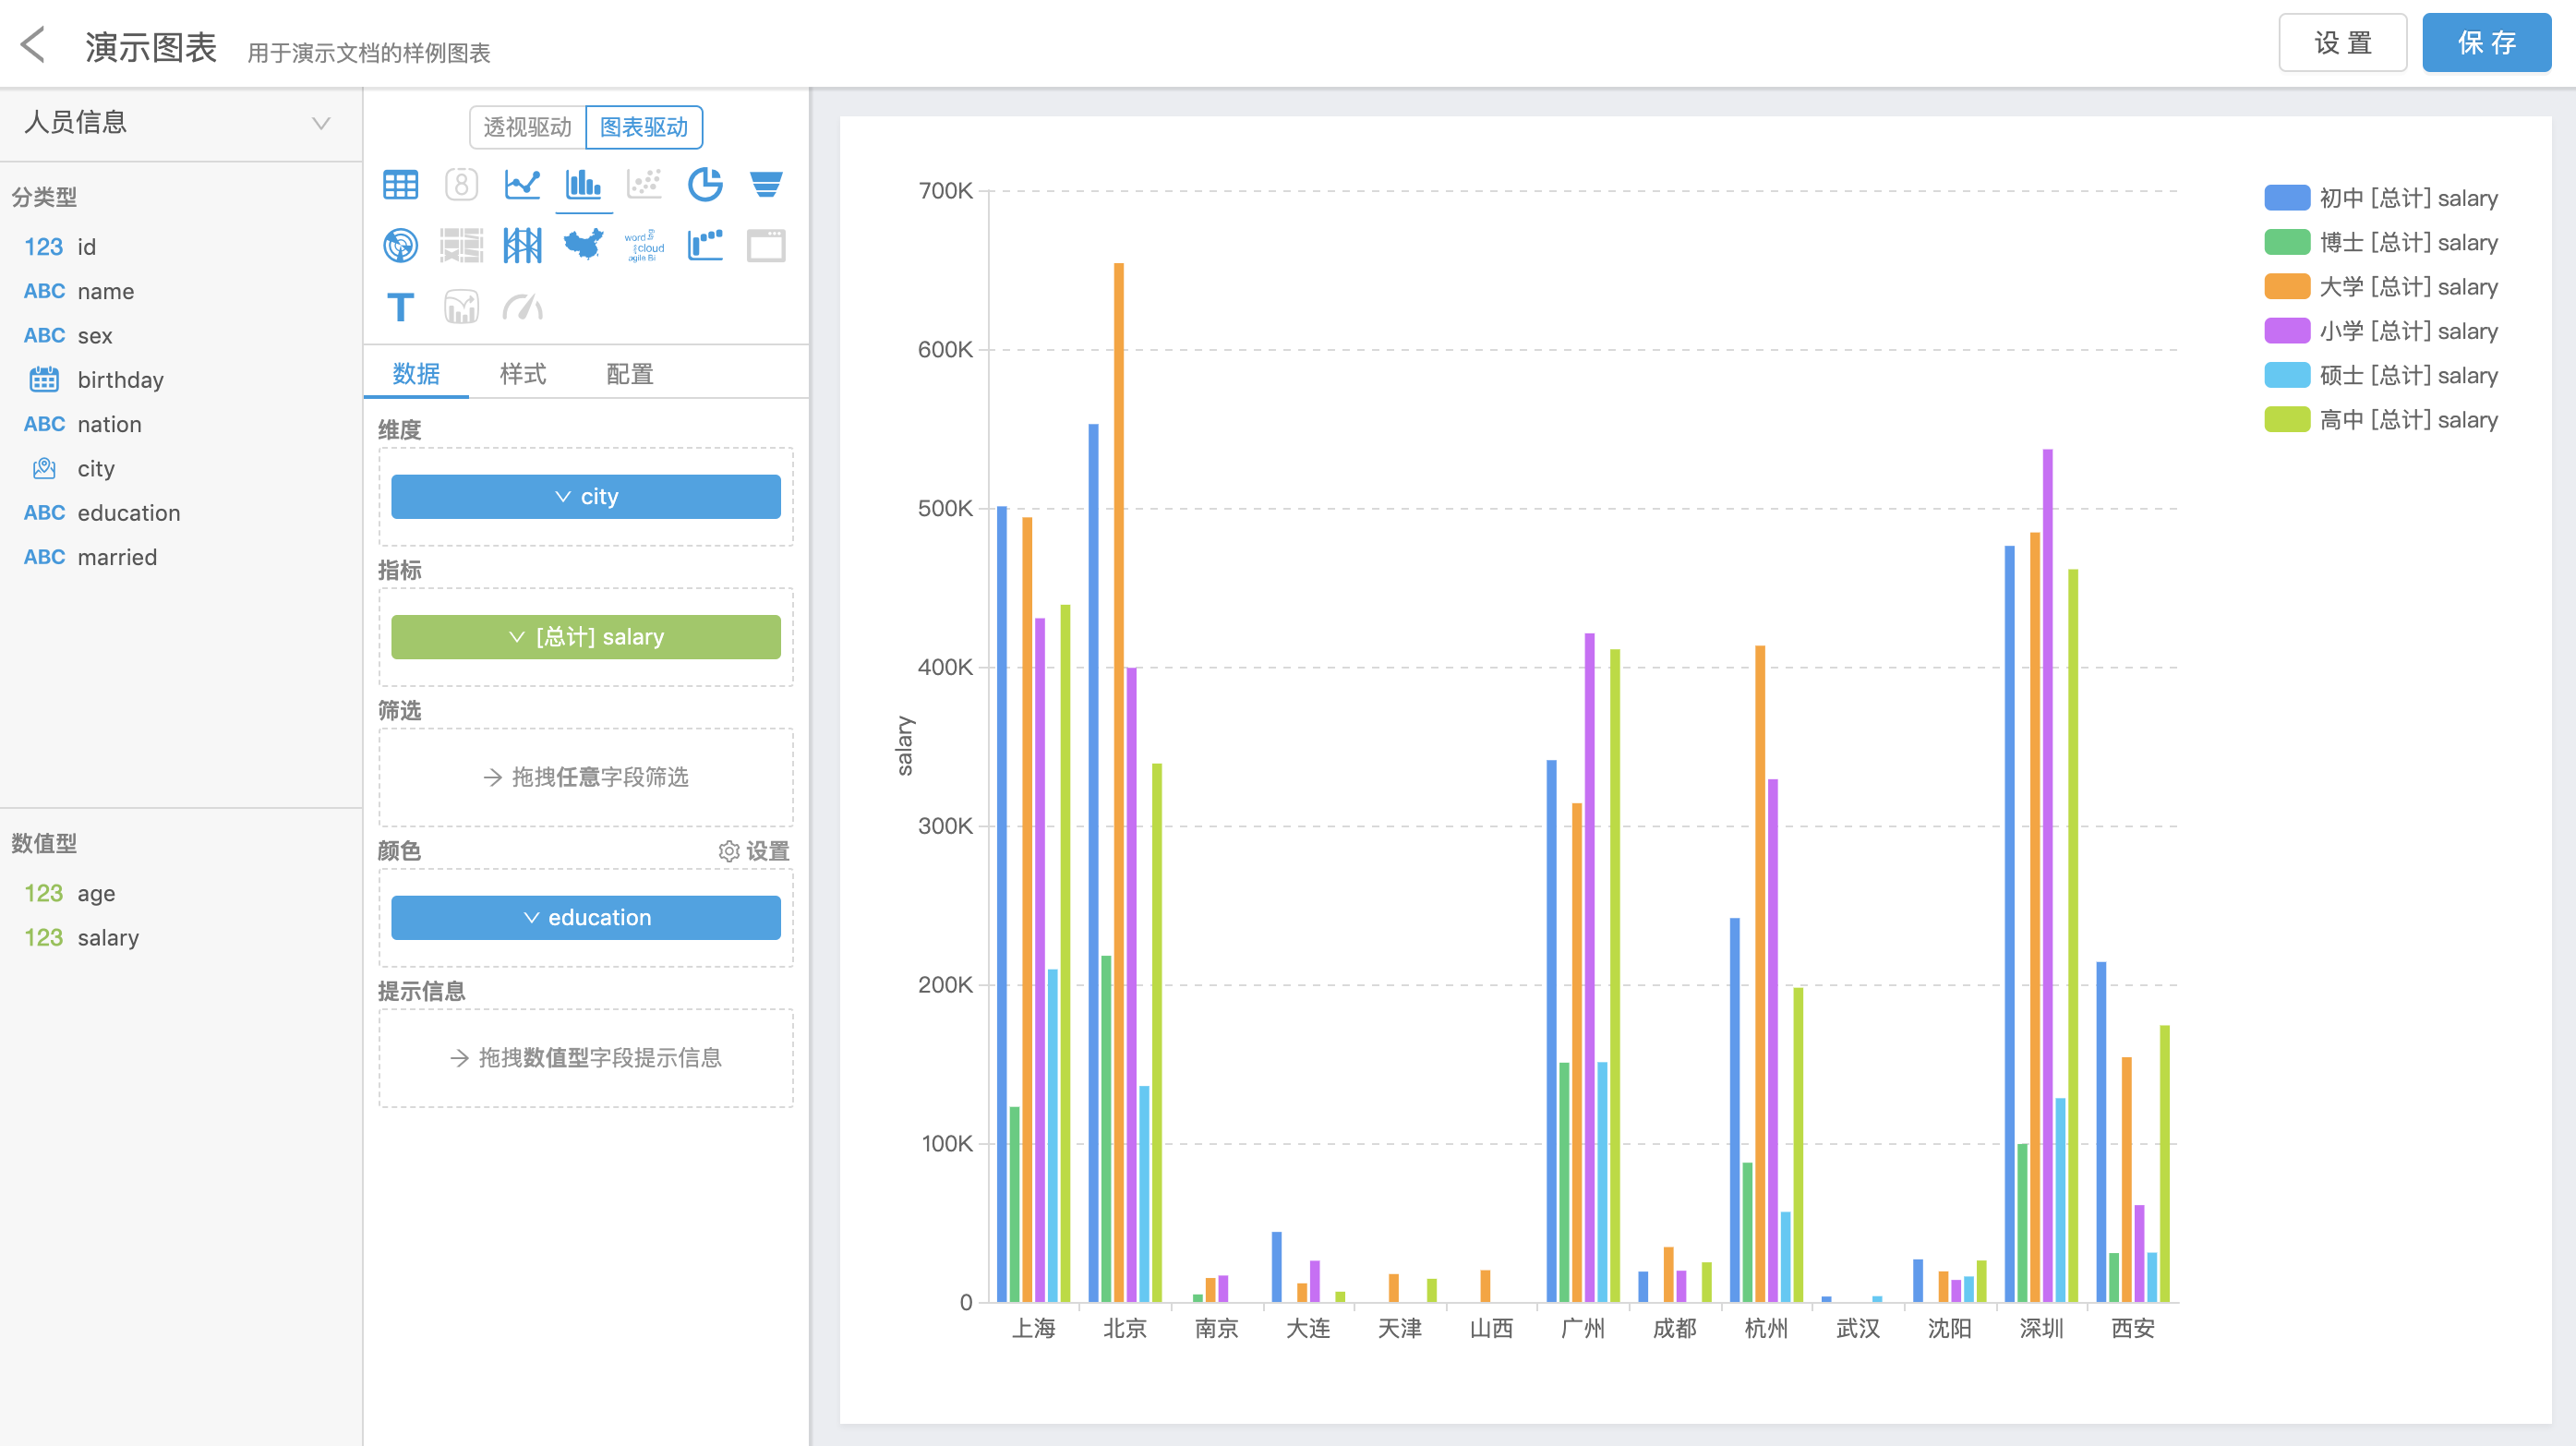 演示图表 用于演示文档的样例图表
设 置
保 存
人员信息
分类型
123 id
ABC name
ABC sex
birthday
ABC nation
city
ABC education
ABC married
数值型
123 age
123 salary
透视驱动 图表驱动
8
word
cloud
agile BI
T
数据 样式 配置
维度
city
指标
[总计] salary
筛选
拖拽任意字段筛选
颜色 设置
education
提示信息
拖拽数值型字段提示信息
700K
600K
500K
400K
300K
200K
100K
0
salary
上海 北京 南京 大连 天津 山西 广州 成都 杭州 武汉 沈阳 深圳 西安
初中 [总计] salary
博士 [总计] salary
大学 [总计] salary
小学 [总计] salary
硕士 [总计] salary
高中 [总计] salary